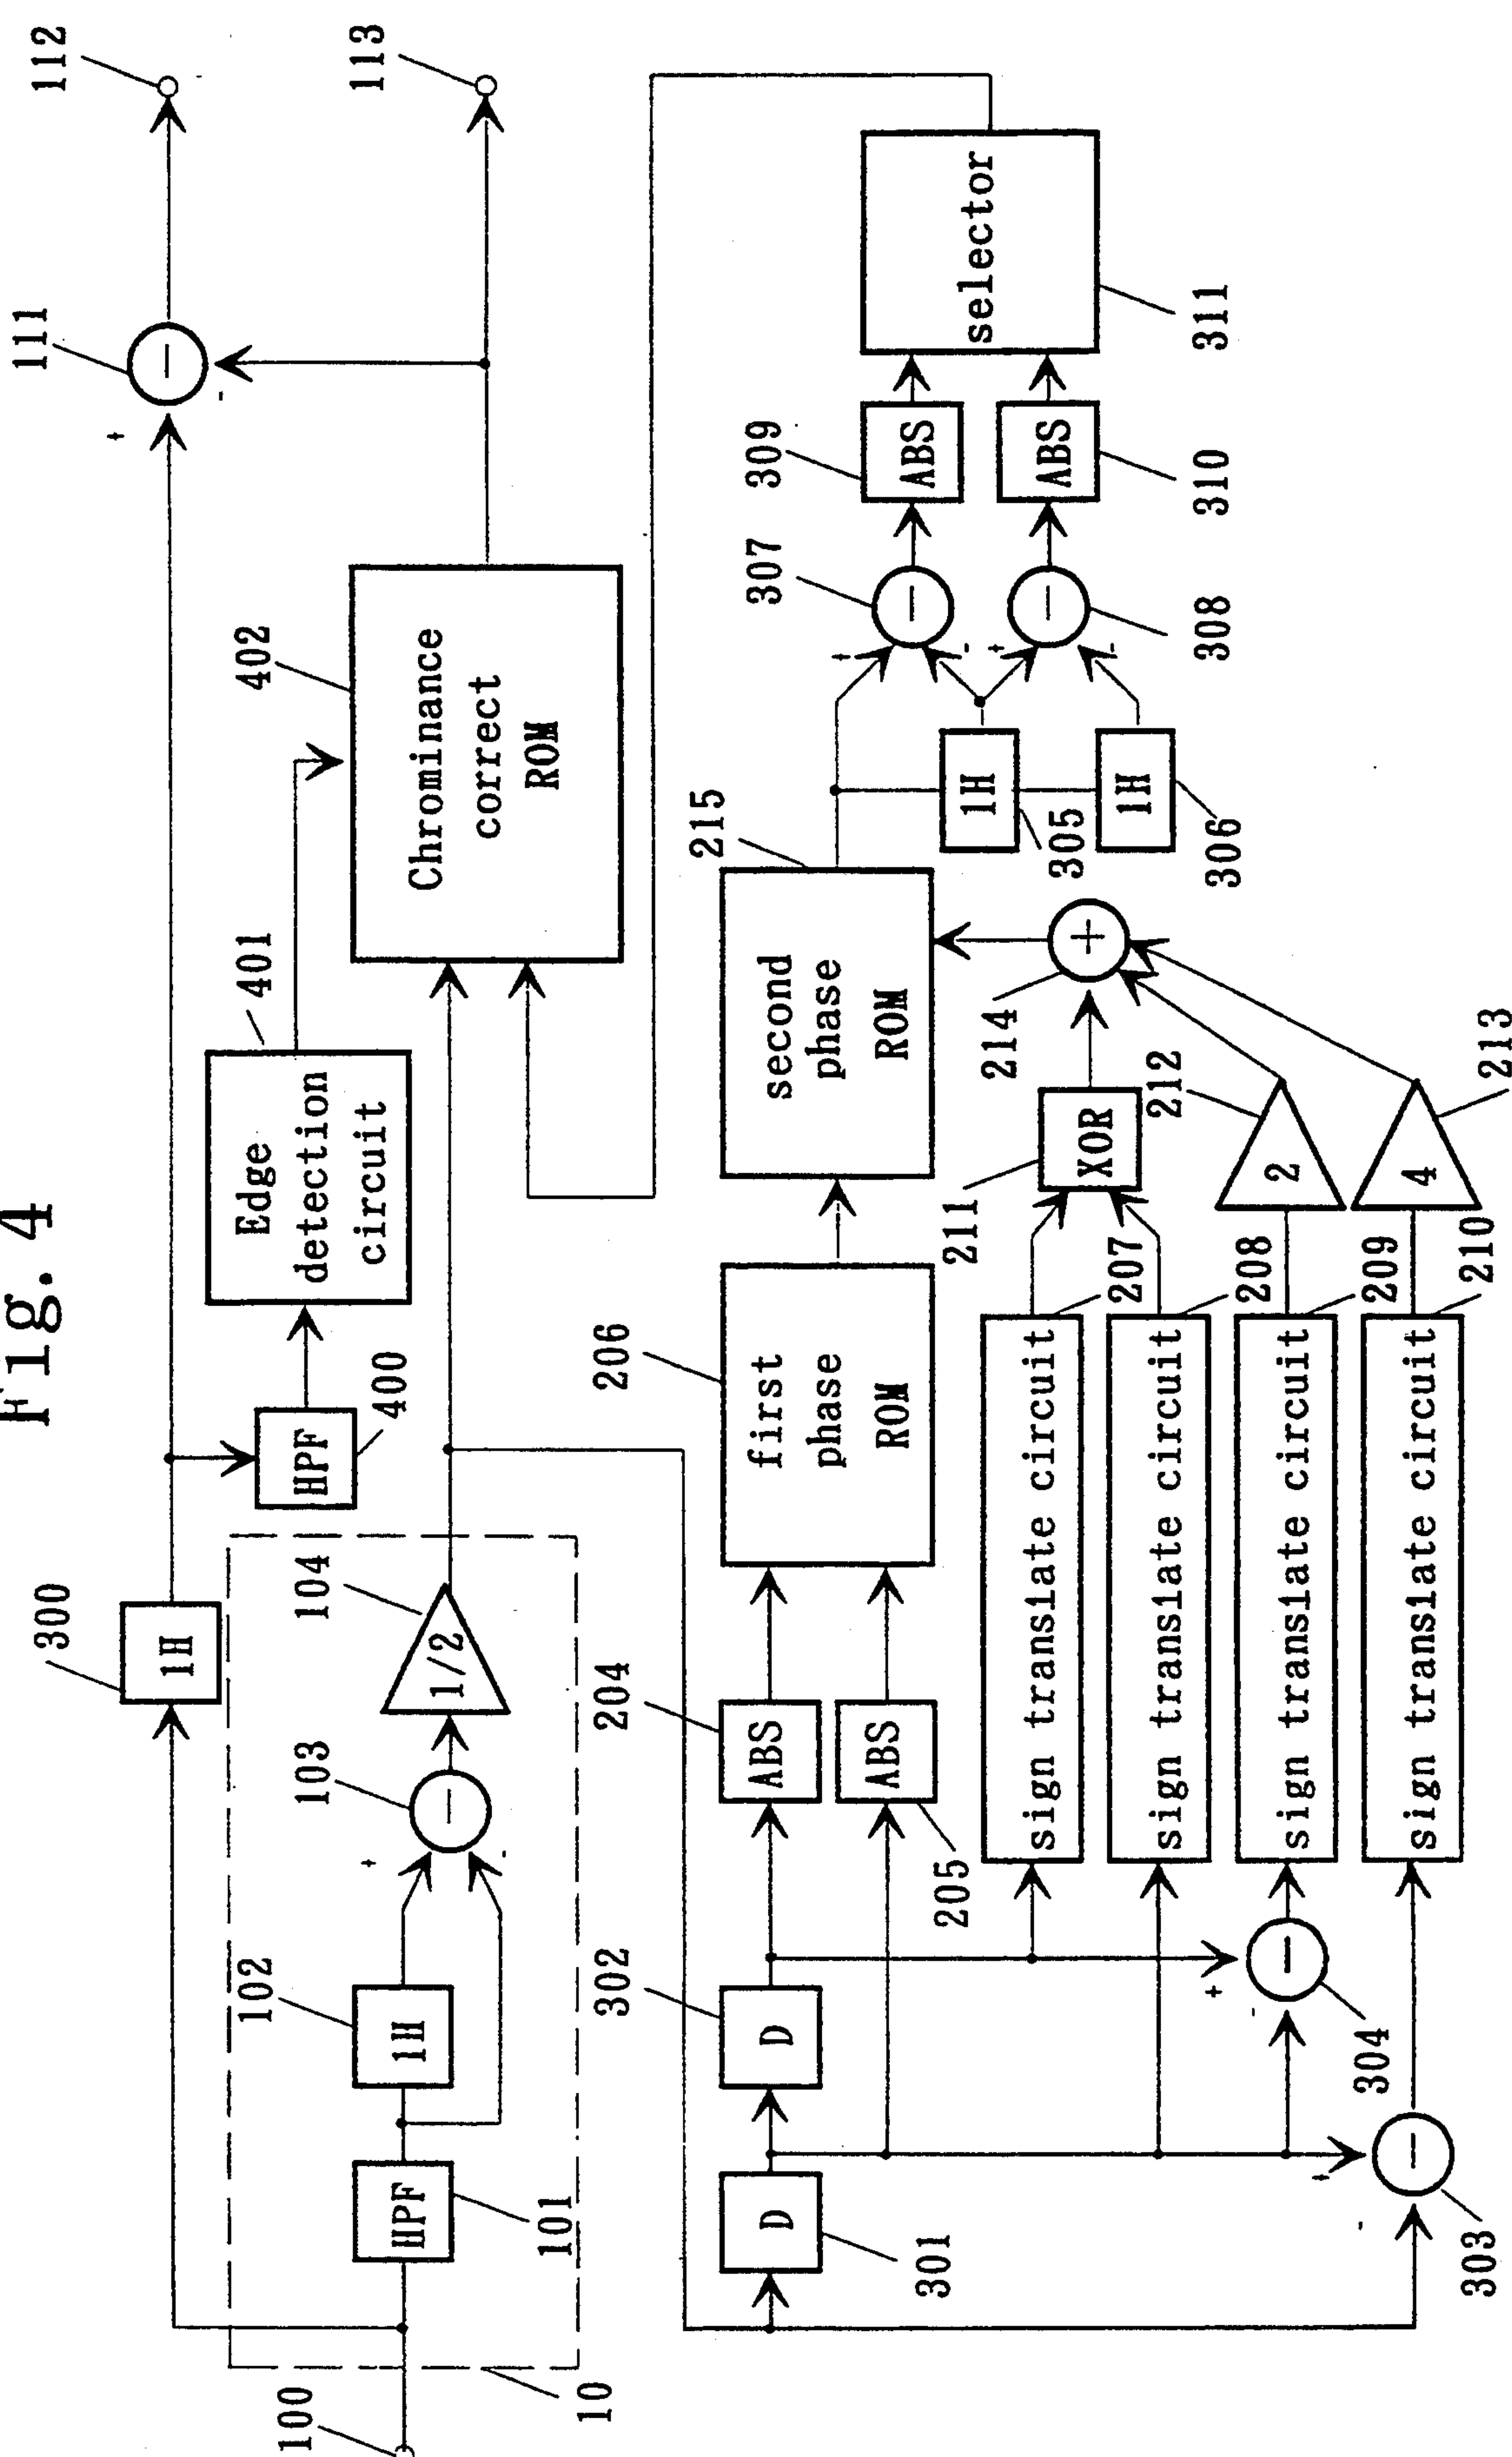 Fig. 4
112
113
111
300
1H
HPF
400
Edge
detection
circuit
401
Chrominance
correct
ROM
402
100
10
HPF
101
1H
102
103
1/2
104
+
-
+
-
D
301
D
302
ABS
204
ABS
205
first
phase
ROM
206
second
phase
ROM
215
1H
305
1H
306
+
-
+
-
307
308
ABS
309
ABS
310
selector
311
sign translate circuit
207
sign translate circuit
208
sign translate circuit
209
sign translate circuit
210
XOR
211
2
212
4
213
+
214
+
-
304
+
-
303